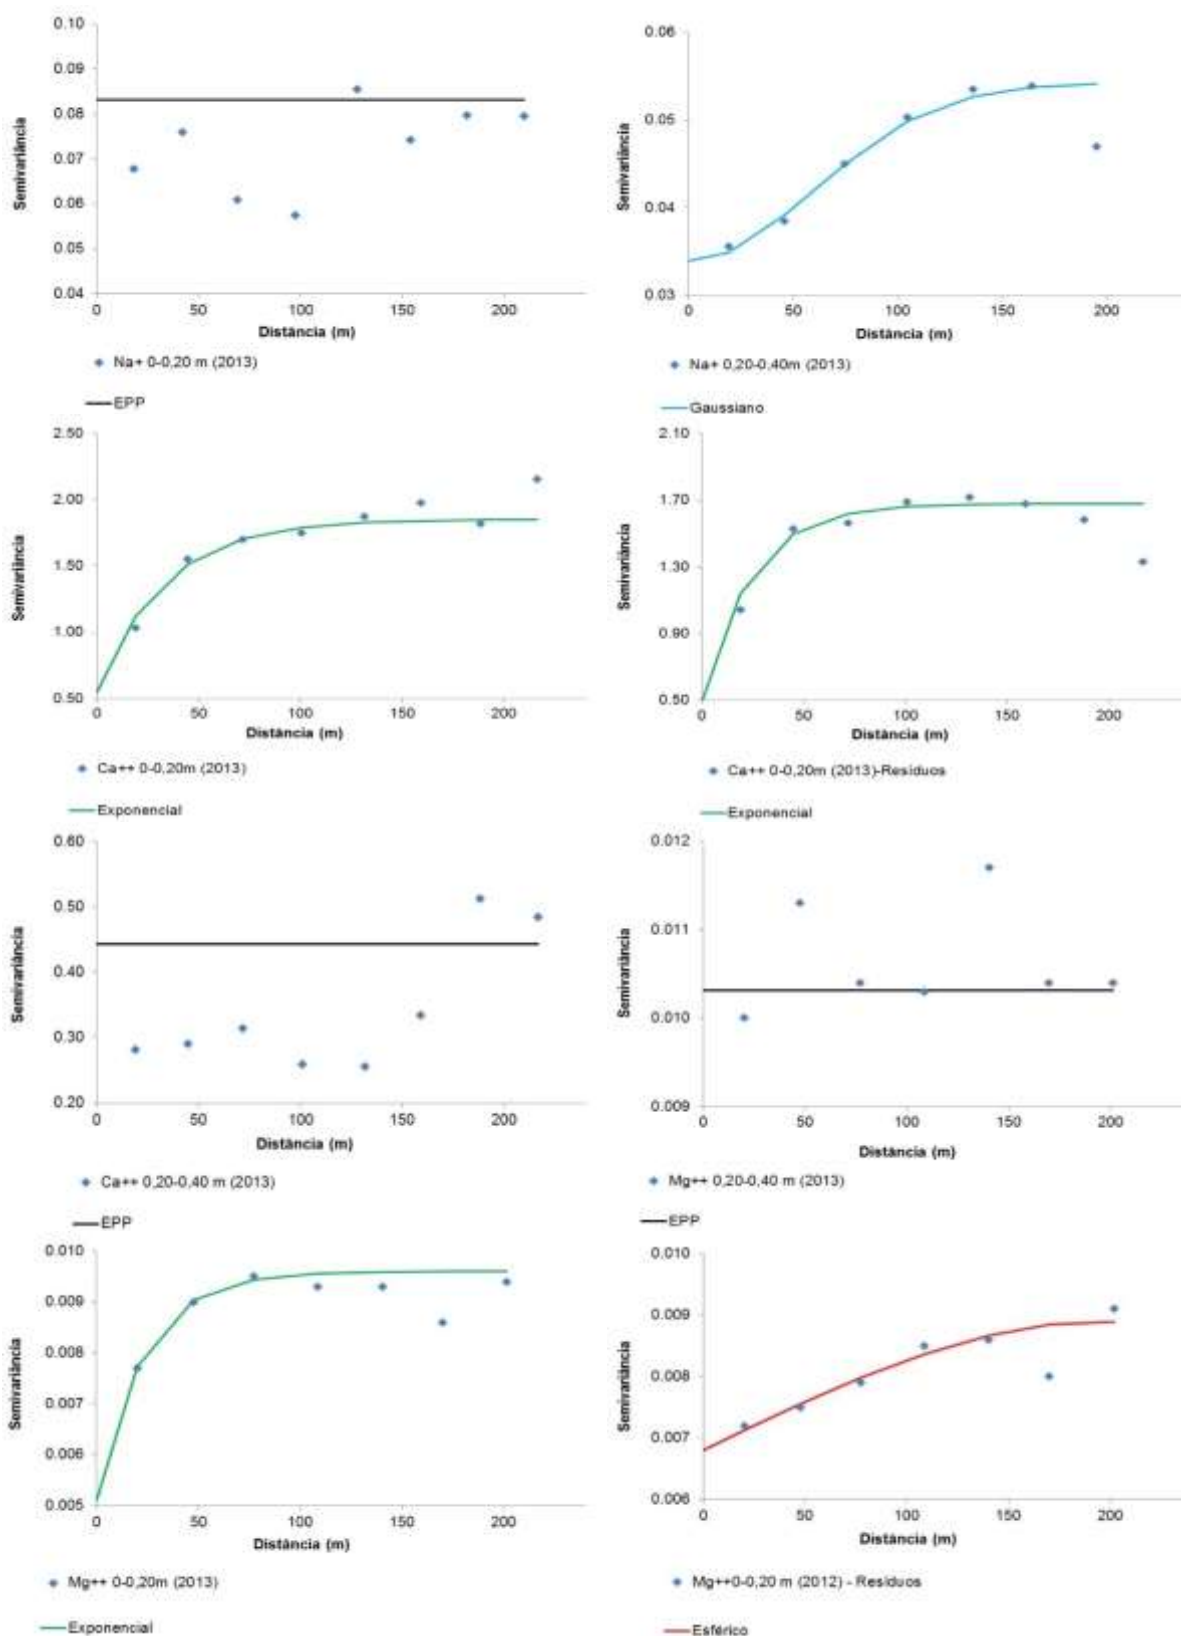 0.10
0.09
0.08
0.07
0.06
0.05
0.04
Semivariância
0 50 100 150 200
Distância (m)
Na+ 0-0,20 m (2013)
EPP
0.06
0.05
0.04
0.03
Semivariância
0 50 100 150 200
Distância (m)
Na+ 0,20-0,40m (2013)
Gaussiano
2.50
2.00
1.50
1.00
0.50
Semivariância
0 50 100 150 200
Distância (m)
Ca++ 0-0,20m (2013)
Exponencial
2.10
1.70
1.30
0.90
0.50
Semivariância
0 50 100 150 200
Distância (m)
Ca++ 0-0,20m (2013)-Resíduos
Exponencial
0.60
0.50
0.40
0.30
0.20
Semivariância
0 50 100 150 200
Distância (m)
Ca++ 0,20-0,40 m (2013)
EPP
0.012
0.011
0.010
0.009
Semivariância
0 50 100 150 200
Distância (m)
Mg++ 0,20-0,40 m (2013)
EPP
0.010
0.009
0.008
0.007
0.006
0.005
Semivariância
0 50 100 150 200
Distância (m)
Mg++ 0-0,20m (2013)
Exponencial
0.010
0.009
0.008
0.007
0.006
Semivariância
0 50 100 150 200
Distância (m)
Mg++0-0,20 m (2012) - Resíduos
Esférico